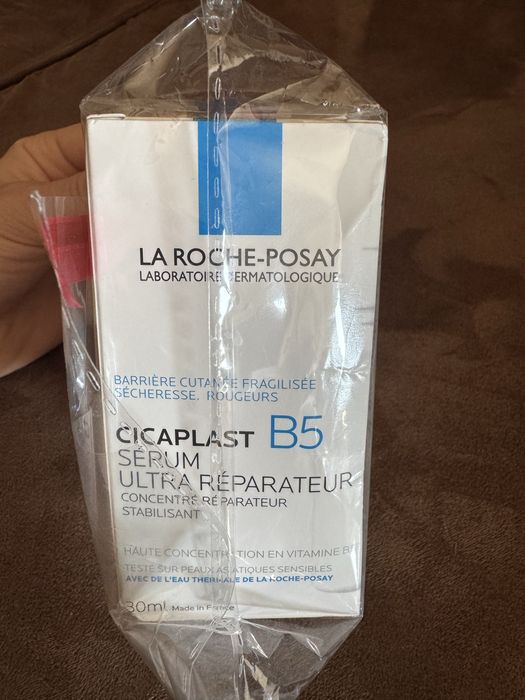 LA ROCHE-POSAY
LABORATOIRE DERMATOLOGIQUE
BARRIÈRE CUTANÉE FRAGILISÉE
SÉCHERESSE, ROUGEURS
CICAPLAST B5
SÉRUM
ULTRA RÉPARATEUR
CONCENTRÉ RÉPARATEUR
STABILISANT
HAUTE CONCENTRATION EN VITAMINE B5
TESTÉ SUR PEAUX ASIATIQUES SENSIBLES
AVEC DE L'EAU THERMALE DE LA ROCHE-POSAY
30ml Made in France